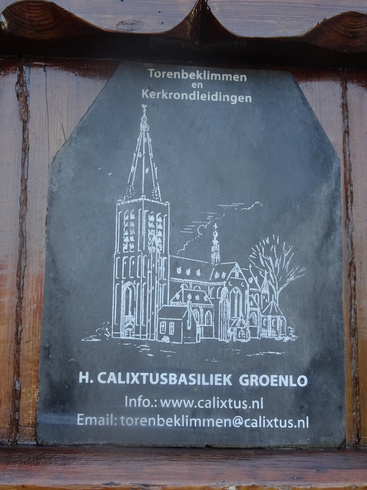 Torenbeklimmen
en
Kerkrondleidingen
H. CALIXTUSBASILIEK GROENLO
Info.: www.calixtus.nl
Email: torenbeklimmen@calixtus.nl